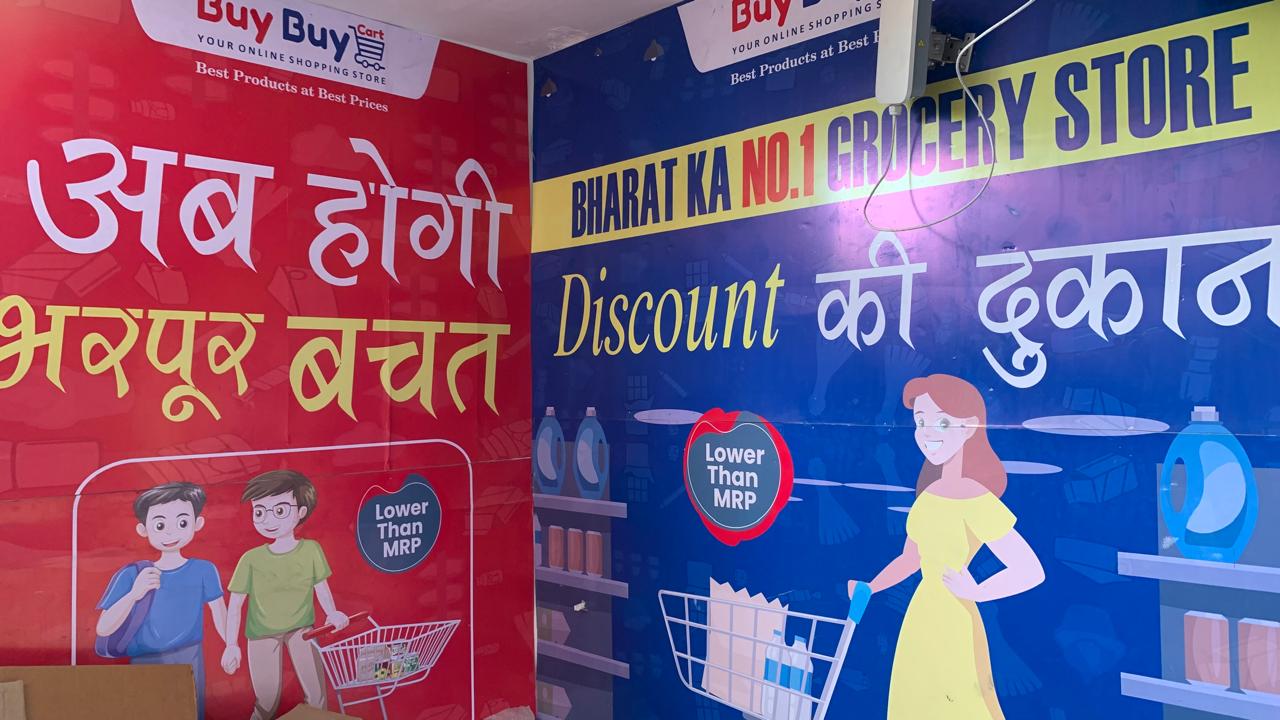 Buy Buy Cart
YOUR ONLINE SHOPPING STORE
Best Products at Best Prices
अब होगी
भरपूर बचत
Lower
Than
MRP
Buy
YOUR ONLINE SHOPPING S
Best Products at Best
BHARAT KA NO.1 GROCERY STORE
Discount की दुकान
Lower
Than
MRP